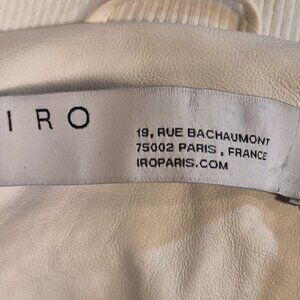 IRO
19, RUE BACHAUMONT
75002 PARIS, FRANCE
IROPARIS.COM